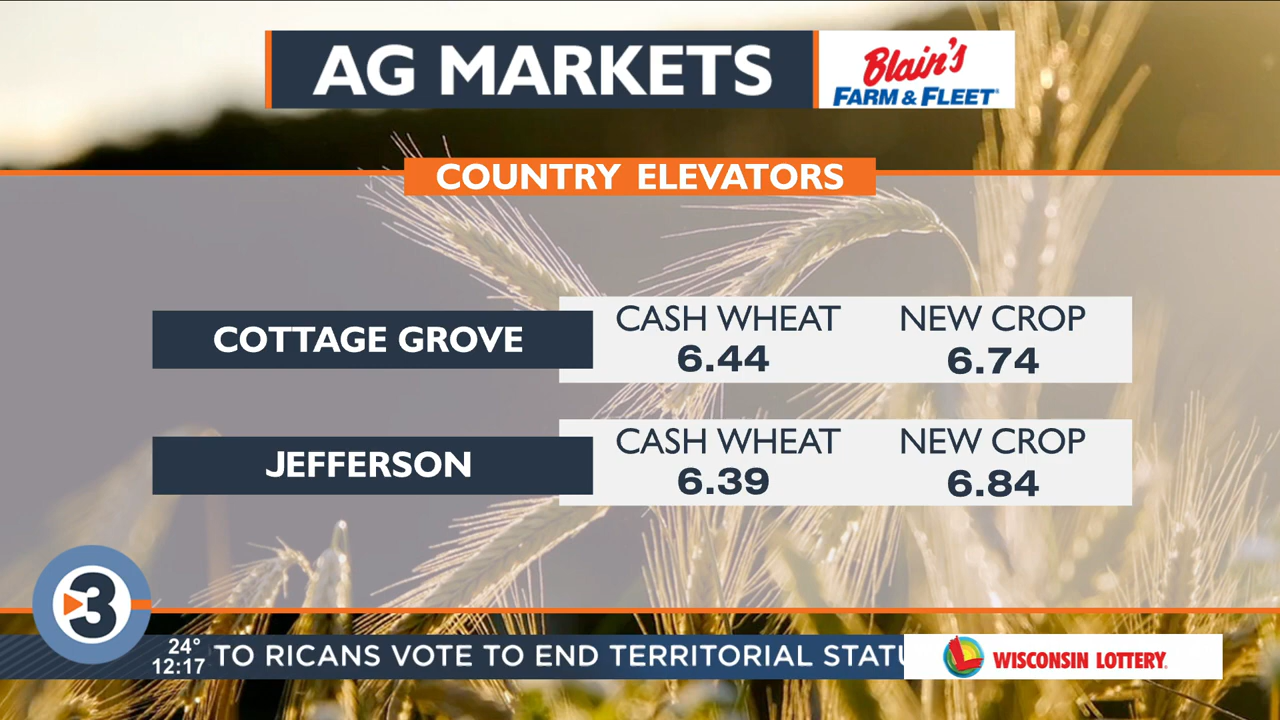 AG MARKETS
Blain's
FARM & FLEET
COUNTRY ELEVATORS
COTTAGE GROVE
CASH WHEAT
NEW CROP
6.44
6.74
JEFFERSON
CASH WHEAT
NEW CROP
6.39
6.84
3
24°
12:17
TO RICANS VOTE TO END TERRITORIAL STATU
WISCONSIN LOTTERY